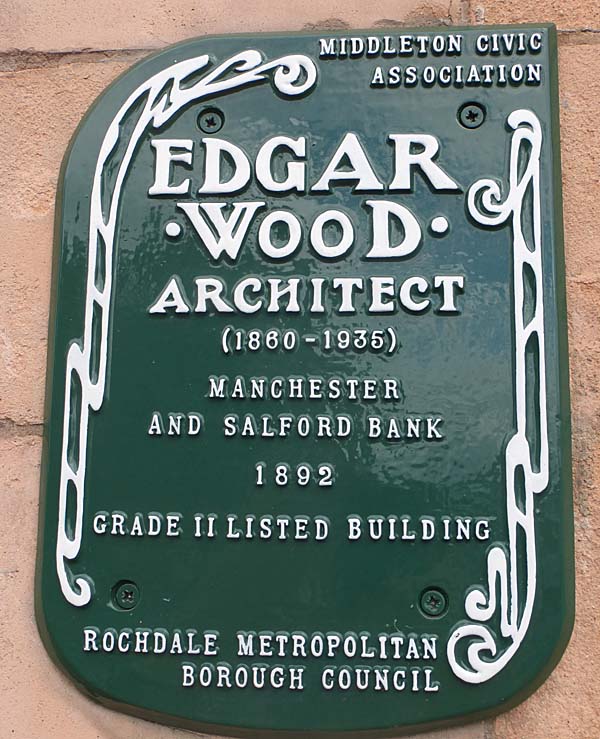 MIDDLETON CIVIC
ASSOCIATION
EDGAR
·WOOD·
ARCHITECT
(1860-1935)
MANCHESTER
AND SALFORD BANK
1892
GRADE II LISTED BUILDING
ROCHDALE METROPOLITAN
BOROUGH COUNCIL